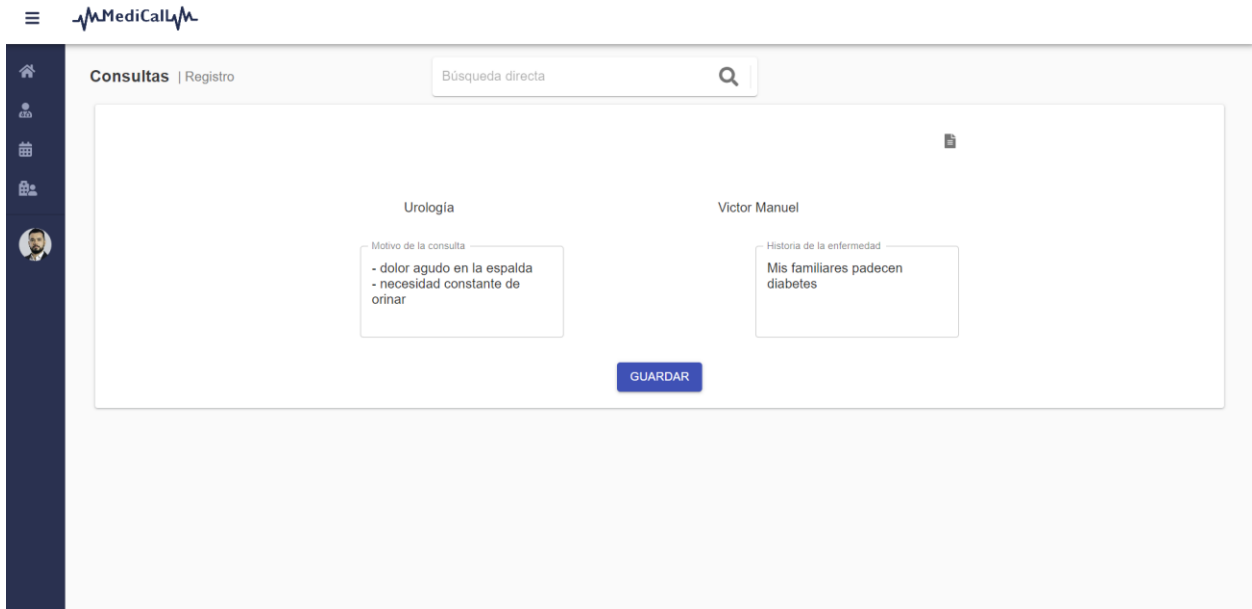 MediCall
Consultas | Registro
Búsqueda directa
Urología
Victor Manuel
Motivo de la consulta
- dolor agudo en la espalda
- necesidad constante de
orinar
Historia de la enfermedad
Mis familiares padecen
diabetes
GUARDAR